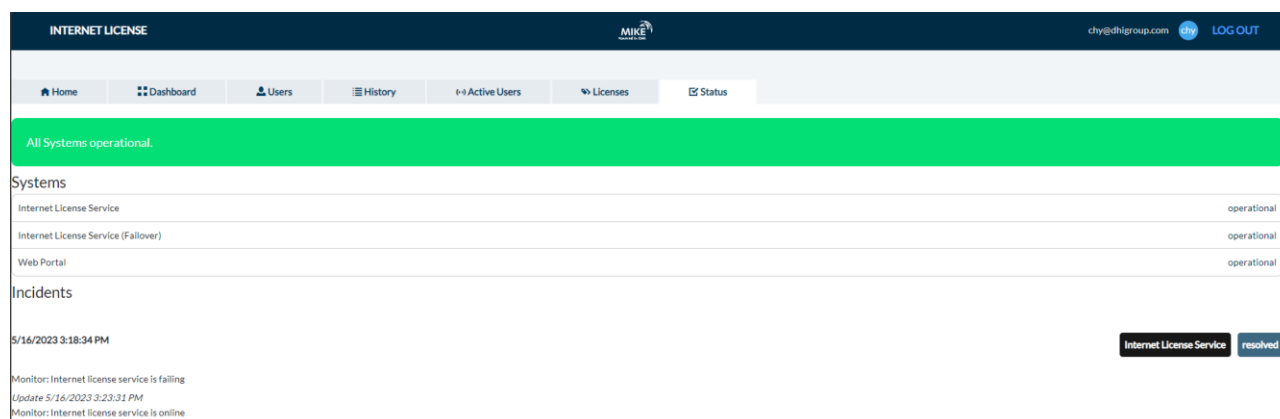 INTERNET LICENSE
MIKE
chy@dhigroup.com chy LOG OUT
Home Dashboard Users History Active Users Licenses Status
All Systems operational.
Systems
Internet License Service operational
Internet License Service (Failover) operational
Web Portal operational
Incidents
5/16/2023 3:18:34 PM Internet License Service resolved
Monitor: Internet license service is failing
Update 5/16/2023 3:23:31 PM
Monitor: Internet license service is online